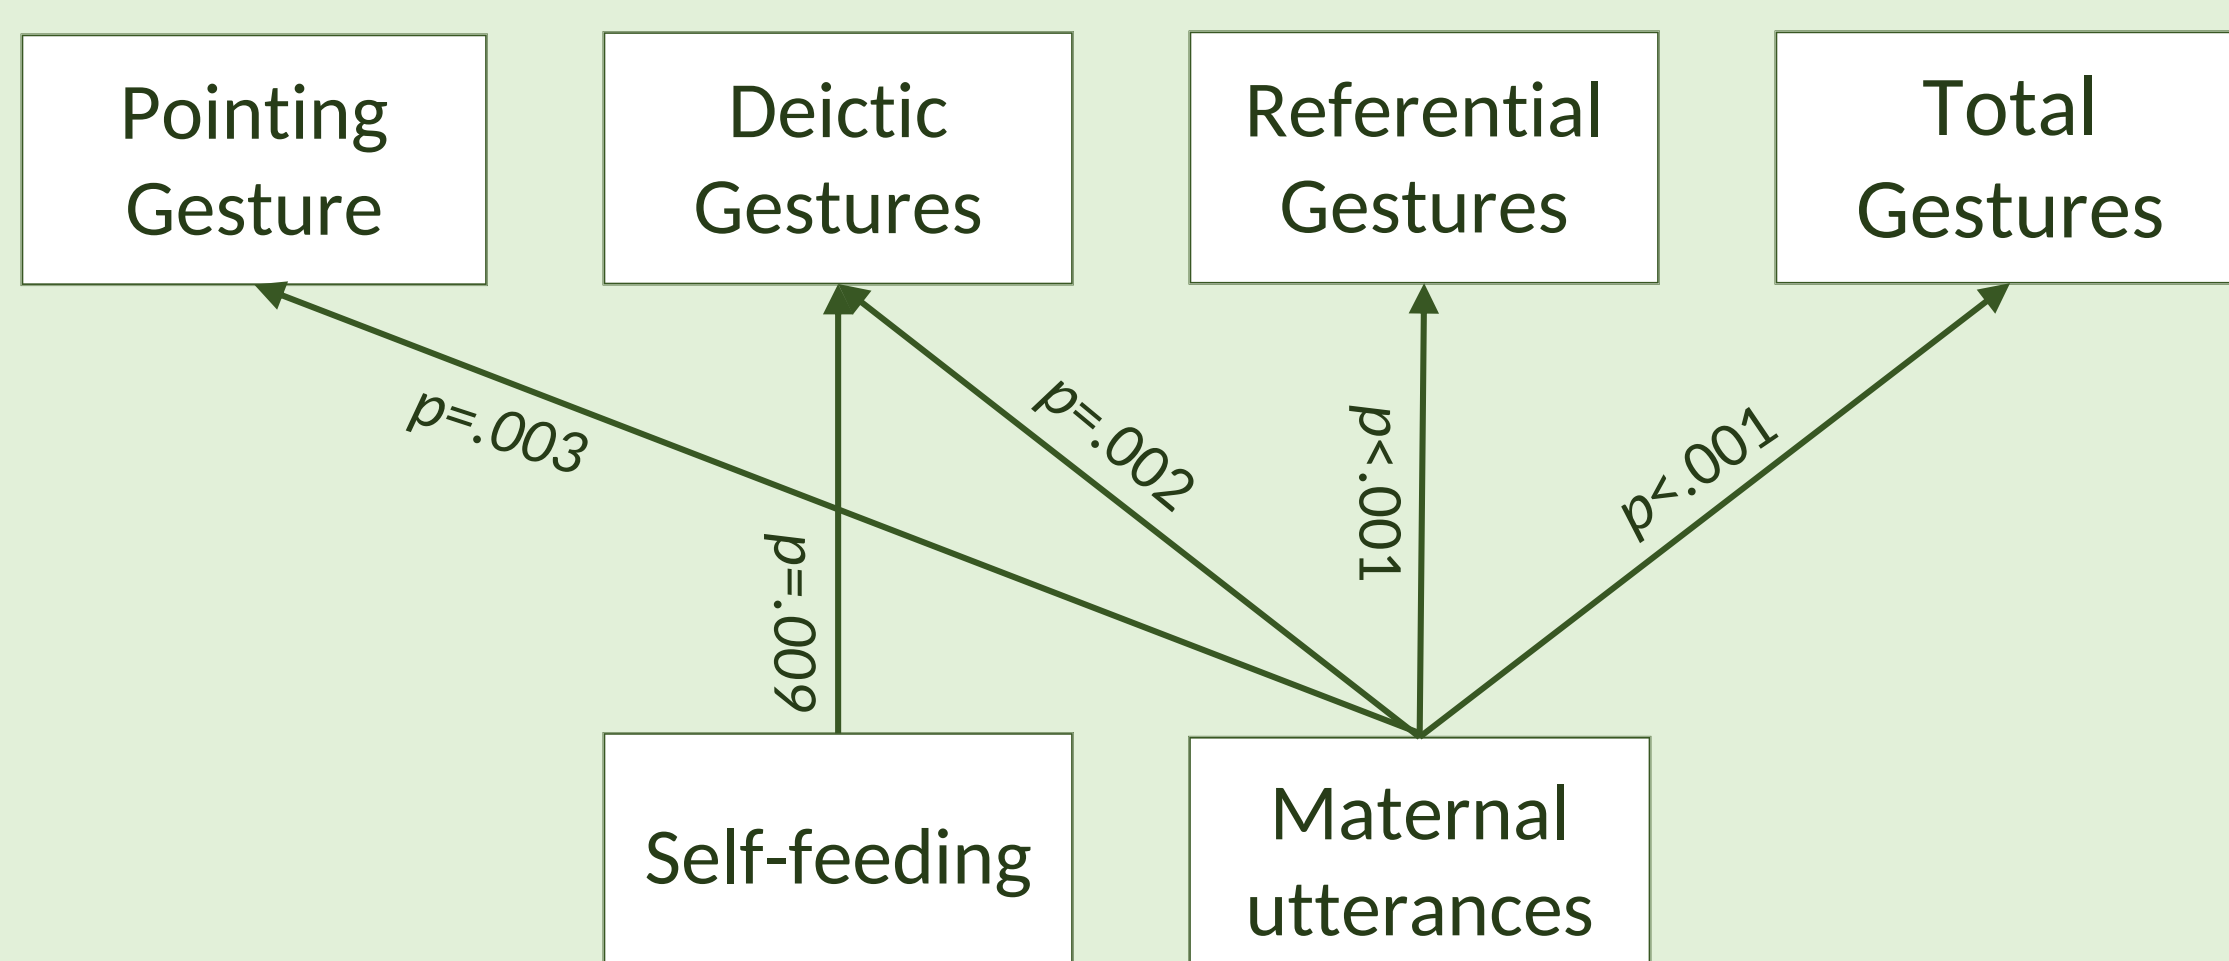 Pointing
Gesture
Deictic
Gestures
Referential
Gestures
Total
Gestures
p=.003
p=.009
p=.002
p<.001
p<.001
Self-feeding
Maternal
utterances